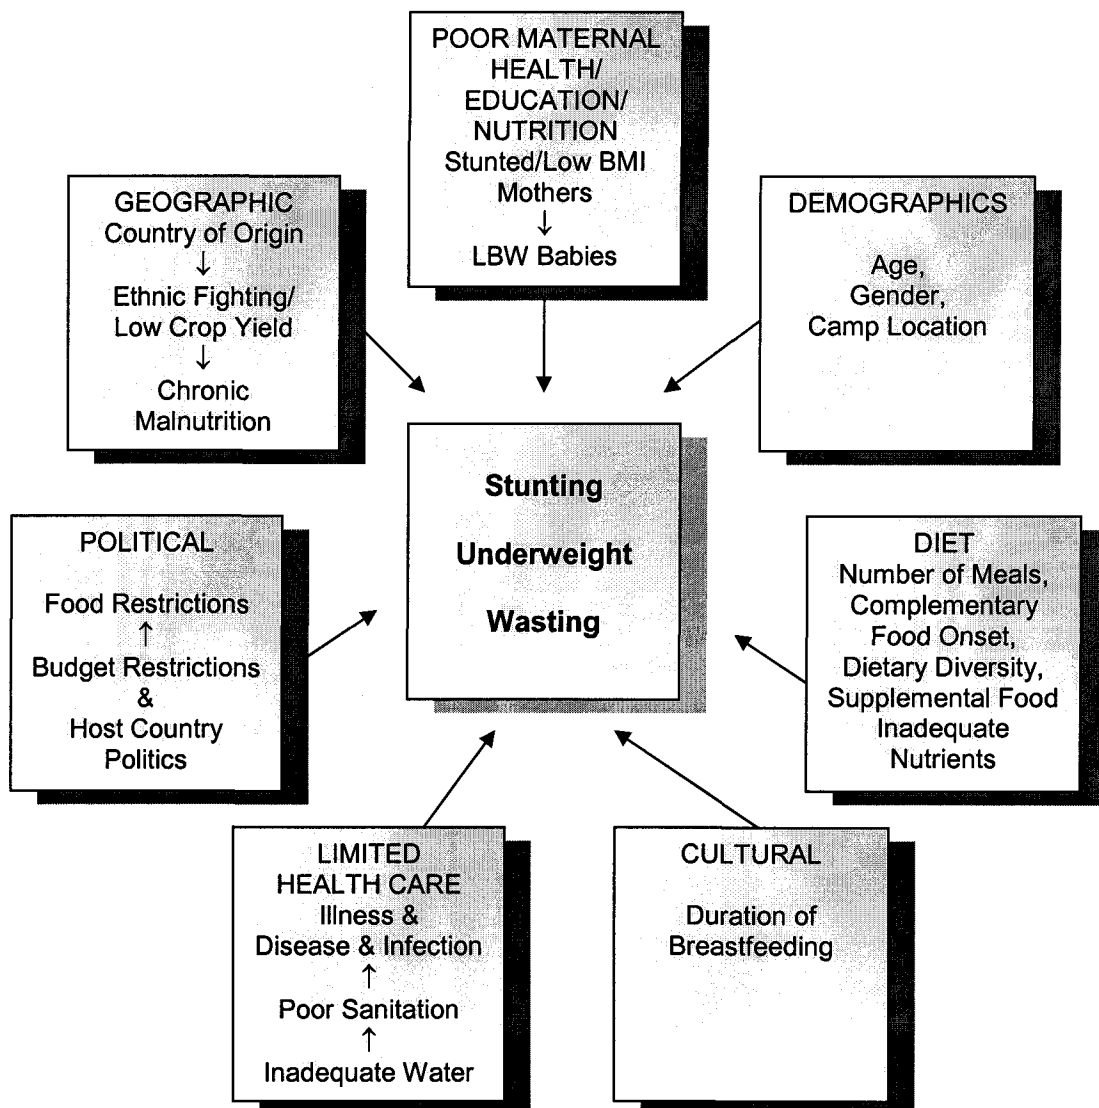 POOR MATERNAL
HEALTH/
EDUCATION/
NUTRITION
Stunted/Low BMI
Mothers
↓
LBW Babies
GEOGRAPHIC
Country of Origin
↓
Ethnic Fighting/
Low Crop Yield
↓
Chronic
Malnutrition
DEMOGRAPHICS
Age,
Gender,
Camp Location
Stunting
Underweight
Wasting
POLITICAL
Food Restrictions
↑
Budget Restrictions
&
Host Country
Politics
DIET
Number of Meals,
Complementary
Food Onset,
Dietary Diversity,
Supplemental Food
Inadequate
Nutrients
LIMITED
HEALTH CARE
Illness &
Disease & Infection
↑
Poor Sanitation
↑
Inadequate Water
CULTURAL
Duration of
Breastfeeding